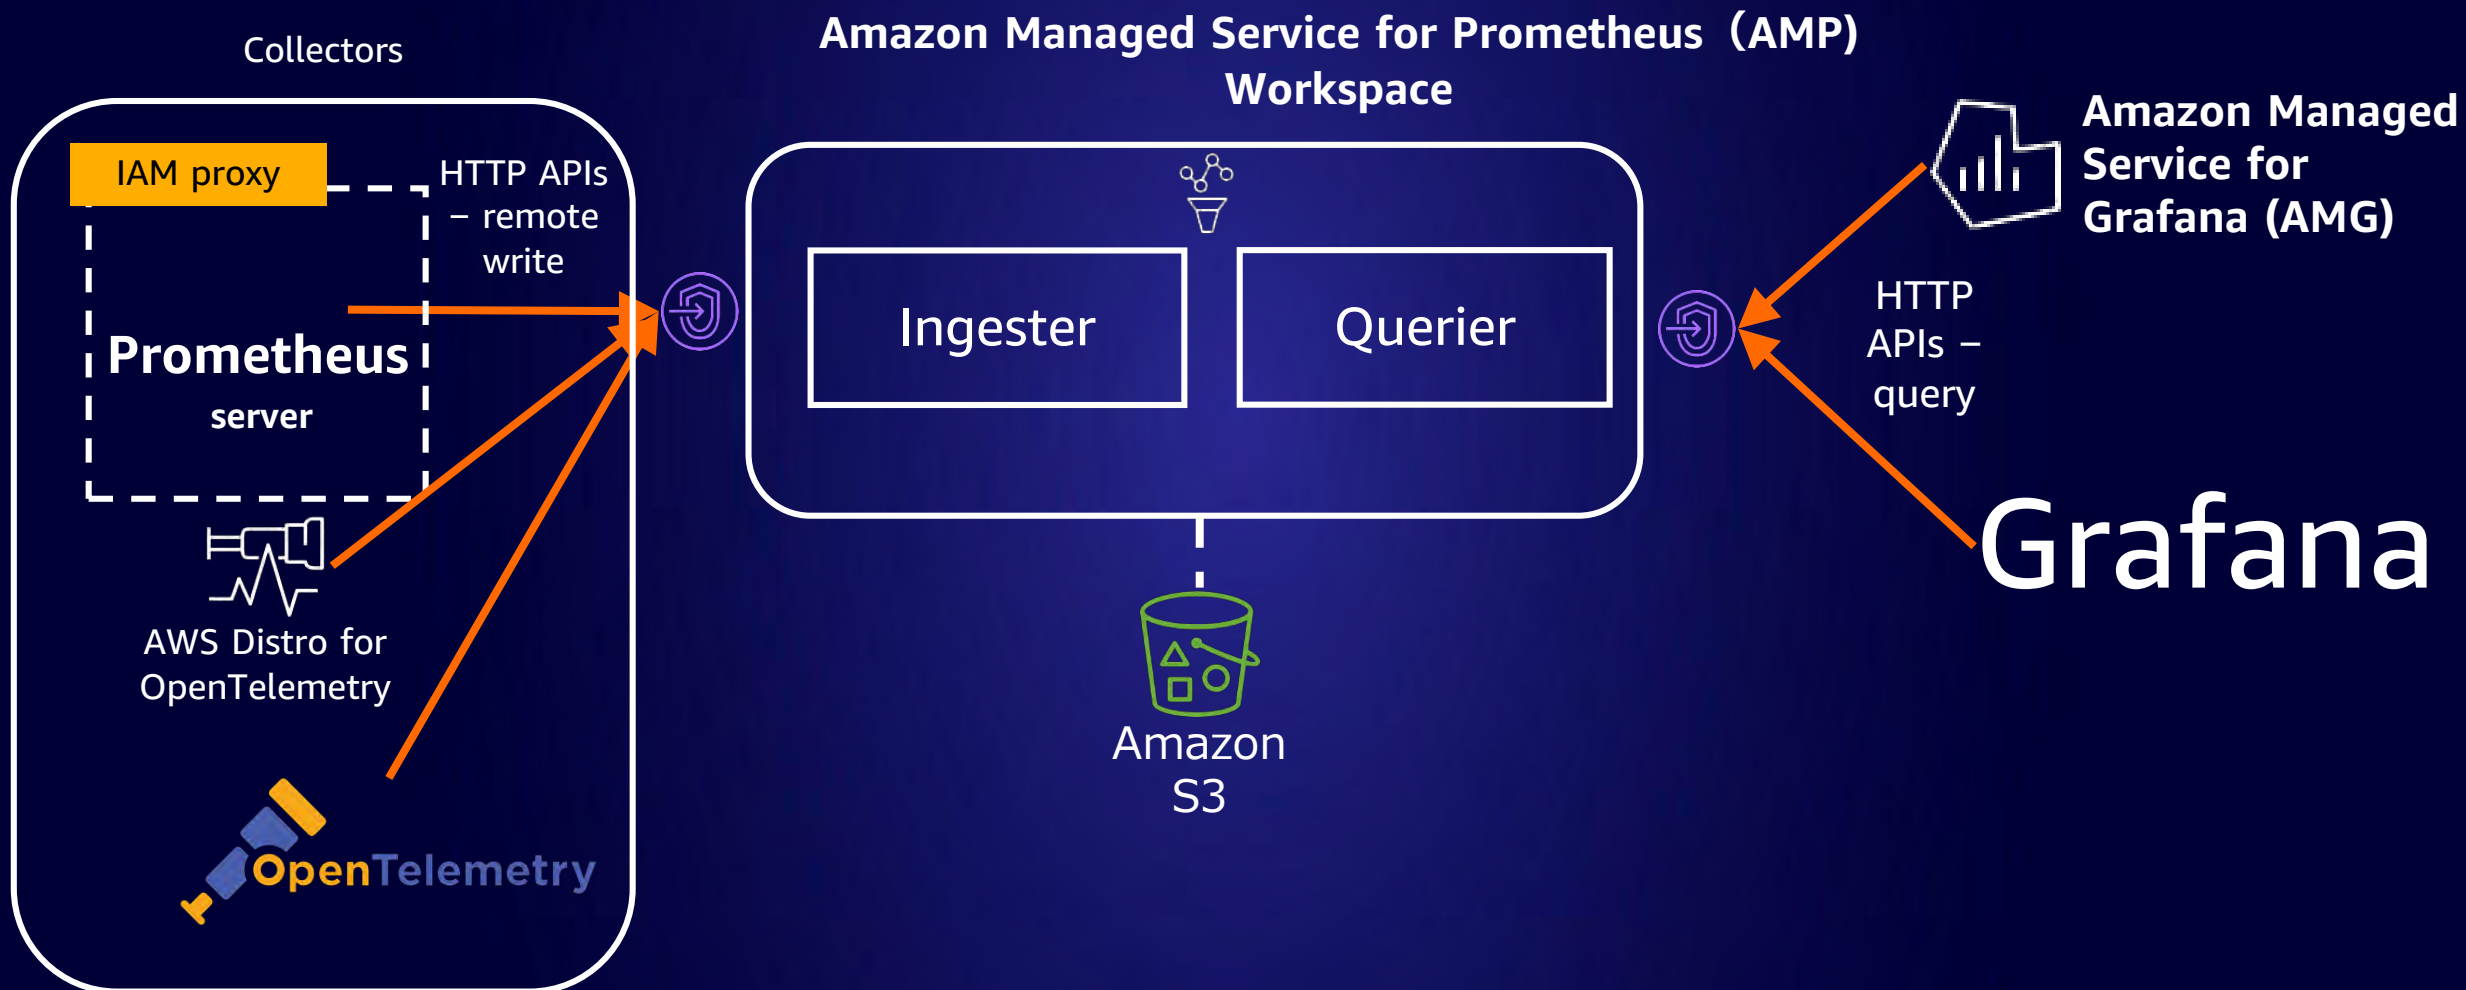 Collectors
IAM proxy
HTTP APIs
– remote
write
Prometheus
server
AWS Distro for
OpenTelemetry
OpenTelemetry
Amazon Managed Service for Prometheus（AMP)
Workspace
Ingester
Querier
Amazon
S3
Amazon Managed
Service for
Grafana (AMG)
HTTP
APIs –
query
Grafana